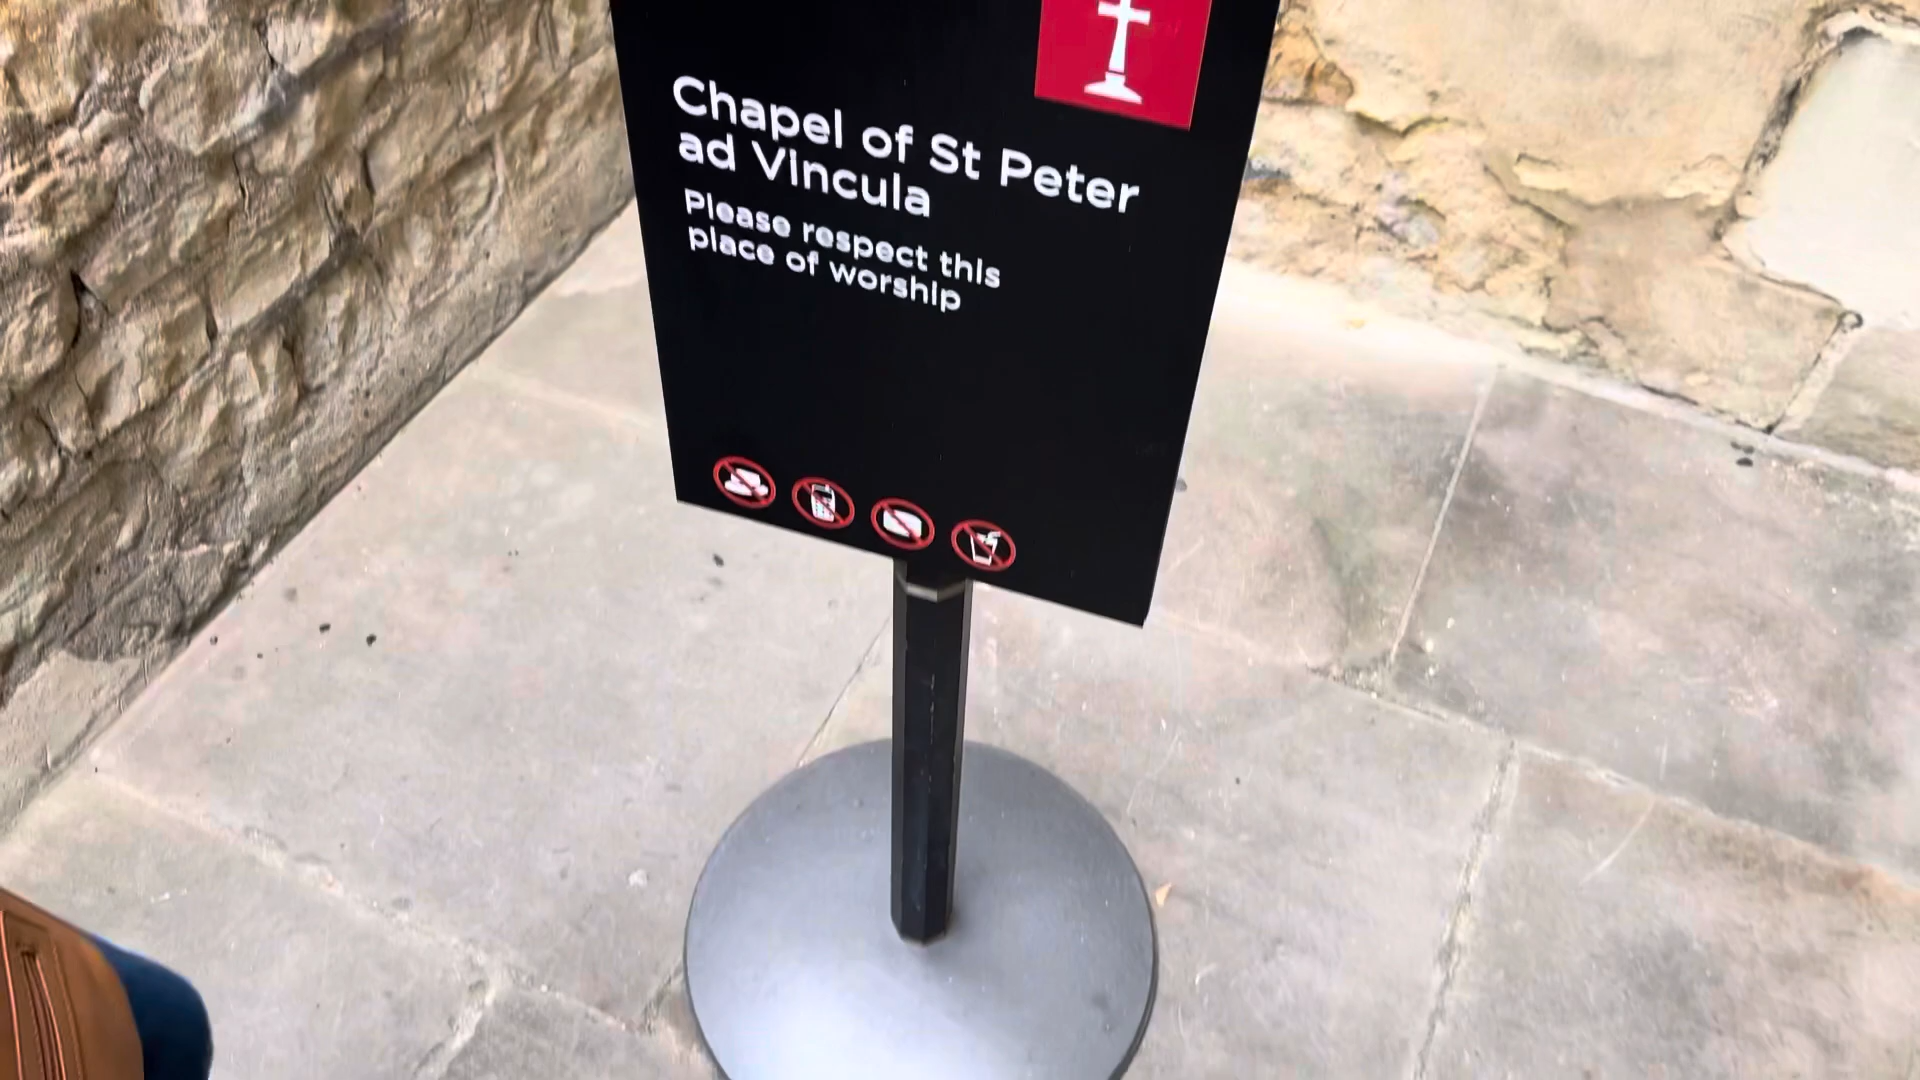 Chapel of St Peter
ad Vincula
Please respect this
place of worship